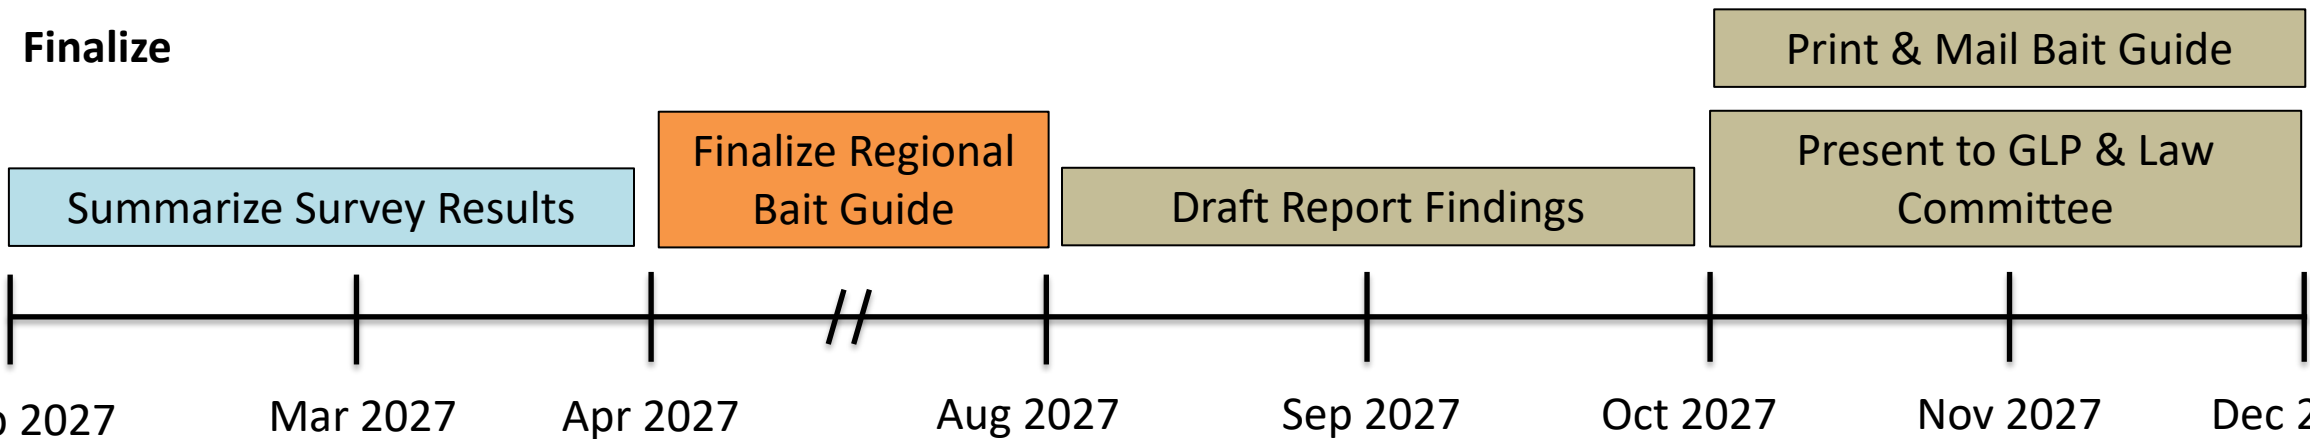 Finalize
Print & Mail Bait Guide
Summarize Survey Results
Finalize Regional
Bait Guide
Draft Report Findings
Present to GLP & Law
Committee
2027
Mar 2027
Apr 2027
Aug 2027
Sep 2027
Oct 2027
Nov 2027
Dec